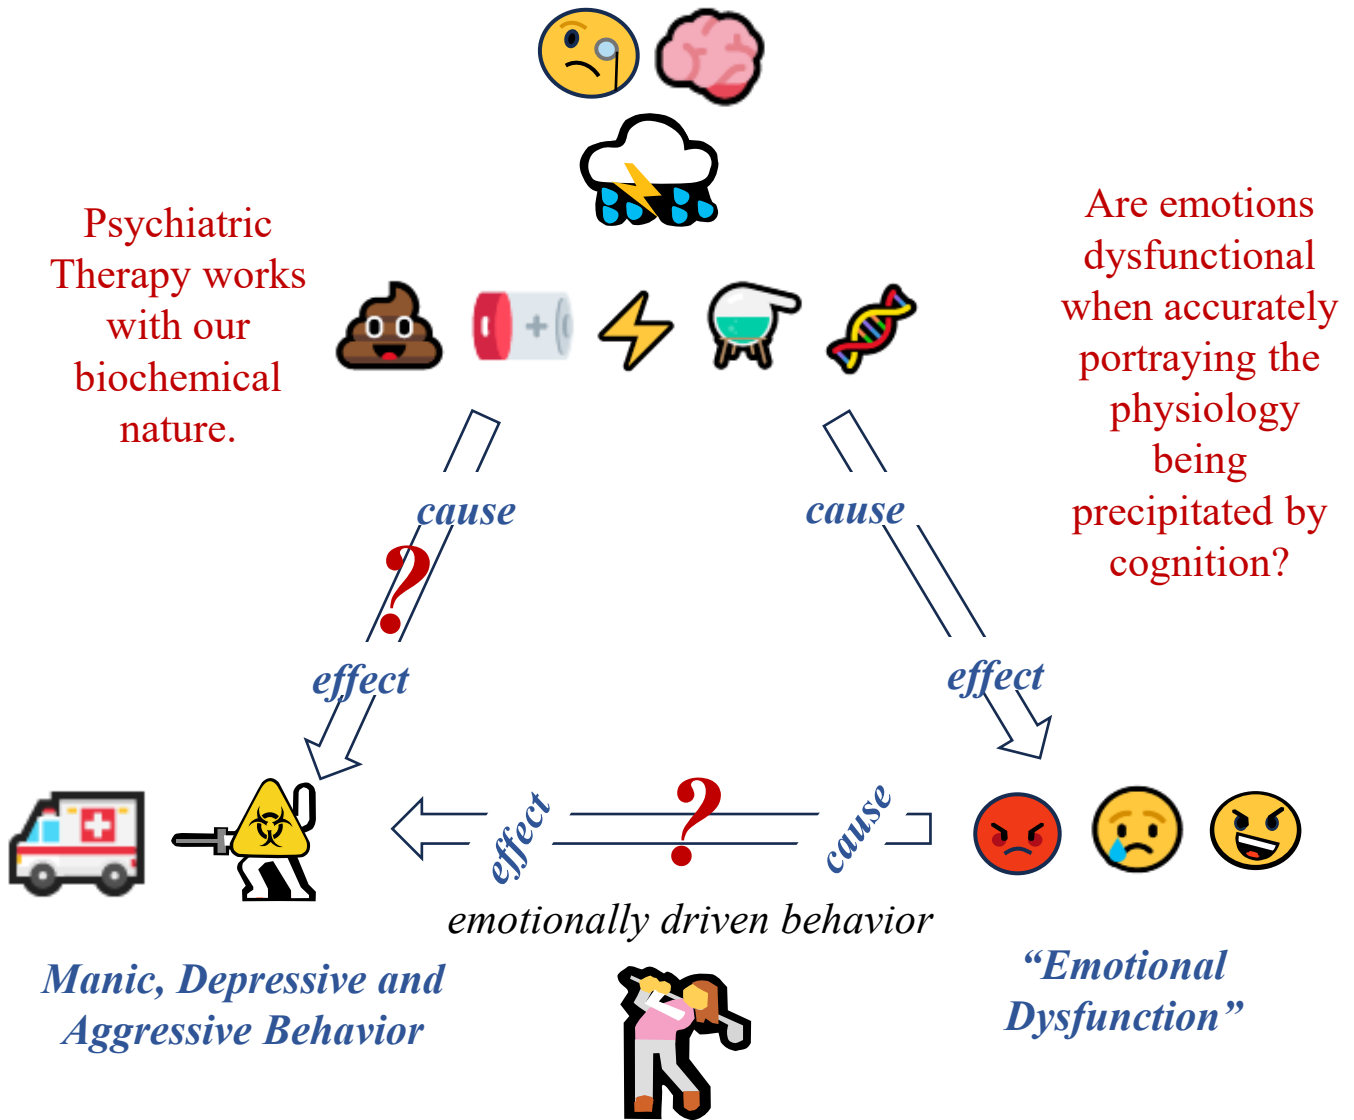 Psychiatric
Therapy works
with our
biochemical
nature.
Are emotions
dysfunctional
when accurately
portraying the
physiology
being
precipitated by
cognition?
cause
?
effect
cause
effect
effect
?
cause
emotionally driven behavior
Manic, Depressive and
Aggressive Behavior
“Emotional
Dysfunction”